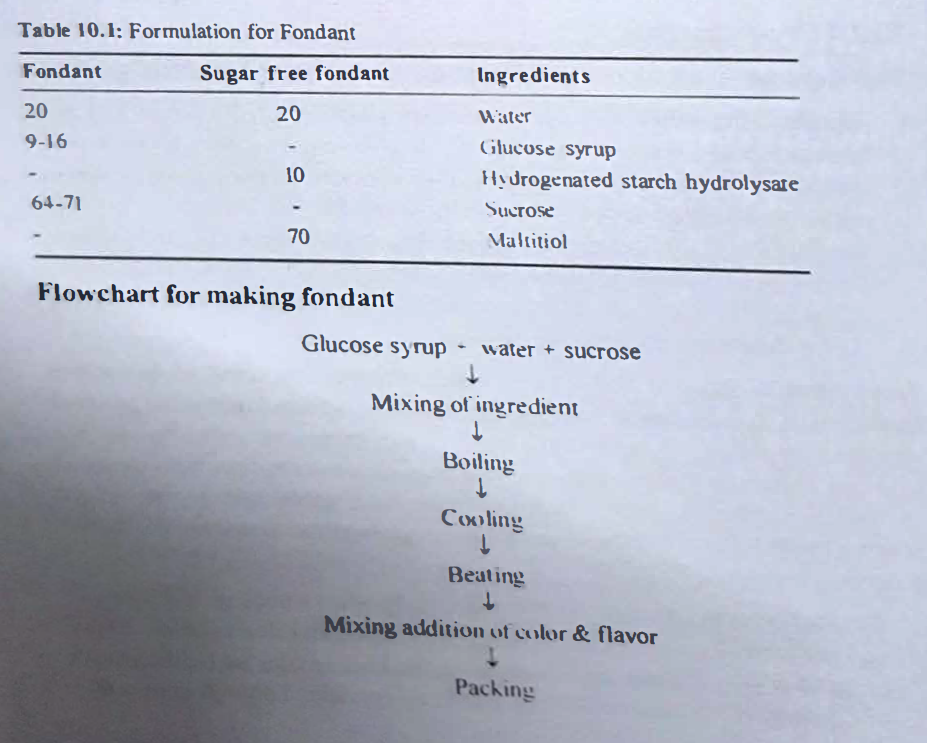 Table 10.1: Formulation for Fondant
Fondant Sugar free fondant Ingredients
20 20 Water
9-16 - Glucose syrup
- 10 Hydrogenated starch hydrolysate
64-71 - Sucrose
- 70 Maltitiol
Flowchart for making fondant
Glucose syrup - water + sucrose
↓
Mixing of ingredient
↓
Boiling
↓
Cooling
↓
Beating
↓
Mixing addition of color & flavor
↓
Packing